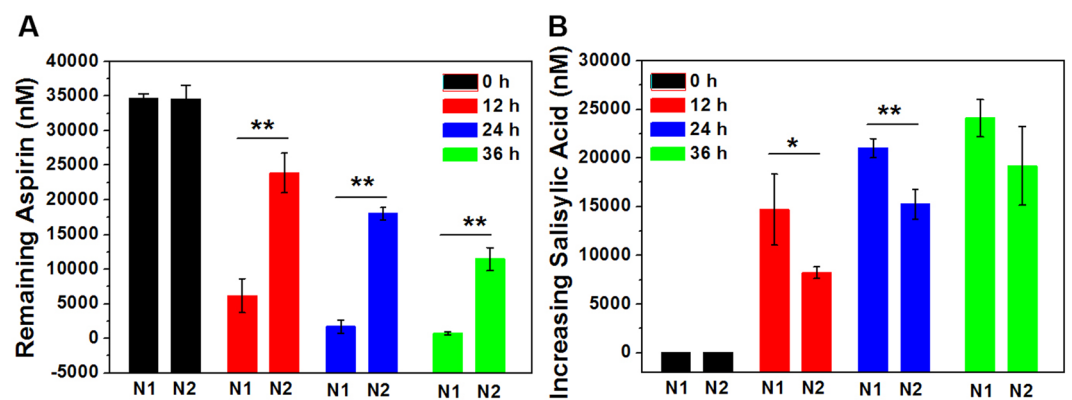 A
Remaining Aspirin (nM)
40000
35000
30000
25000
20000
15000
10000
5000
0
-5000
0 h
12 h
24 h
36 h
**
**
**
N1 N2 N1 N2 N1 N2 N1 N2
B
Increasing Salisylic Acid (nM)
30000
25000
20000
15000
10000
5000
0
0 h
12 h
24 h
36 h
*
**
N1 N2 N1 N2 N1 N2 N1 N2